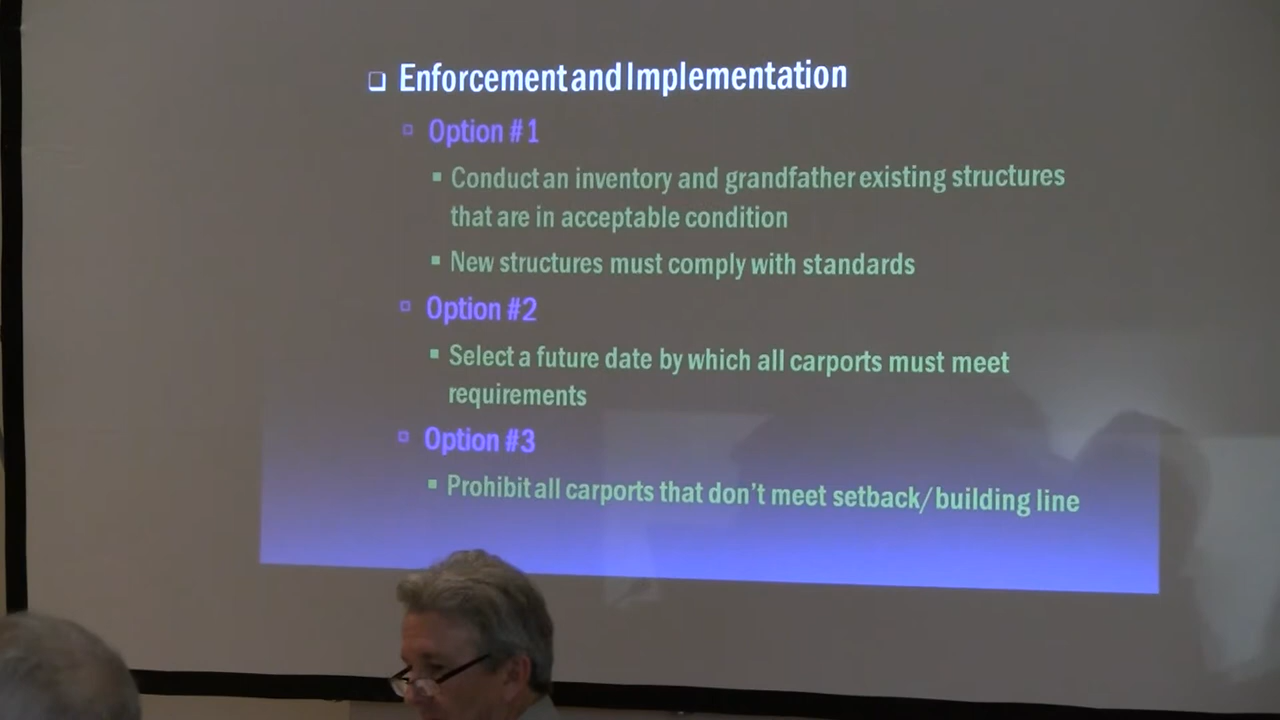 Enforcement and Implementation
Option #1
Conduct an inventory and grandfather existing structures
that are in acceptable condition
New structures must comply with standards
Option #2
Select a future date by which all carports must meet
requirements
Option #3
Prohibit all carports that don't meet setback/building line